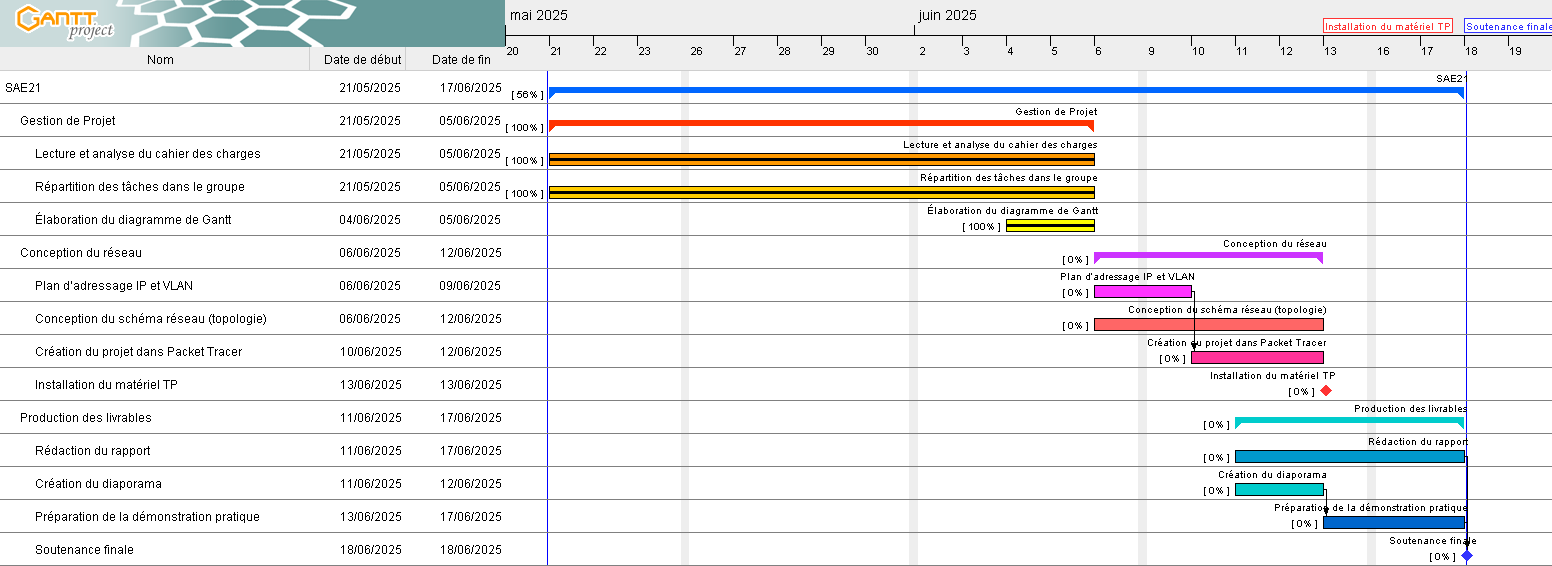 GANTT
project
mai 2025
juin 2025
Installation du matériel TP
Soutenance finale
20 21 22 23 26 27 28 29 30 2 3 4 5 6 9 10 11 12 13 16 17 18 19
Nom Date de début Date de fin
SAE21 21/05/2025 17/06/2025 [ 56% ] SAE21
Gestion de Projet 21/05/2025 05/06/2025 [ 100% ] Gestion de Projet
Lecture et analyse du cahier des charges 21/05/2025 05/06/2025 [ 100% ] Lecture et analyse du cahier des charges
Répartition des tâches dans le groupe 21/05/2025 05/06/2025 [ 100% ] Répartition des tâches dans le groupe
Élaboration du diagramme de Gantt 04/06/2025 05/06/2025 [ 100% ] Élaboration du diagramme de Gantt
Conception du réseau 06/06/2025 12/06/2025 [ 0% ] Conception du réseau
Plan d'adressage IP et VLAN 06/06/2025 09/06/2025 [ 0% ] Plan d'adressage IP et VLAN
Conception du schéma réseau (topologie) 06/06/2025 12/06/2025 [ 0% ] Conception du schéma réseau (topologie)
Création du projet dans Packet Tracer 10/06/2025 12/06/2025 [ 0% ] Création du projet dans Packet Tracer
Installation du matériel TP 13/06/2025 13/06/2025 [ 0% ] Installation du matériel TP
Production des livrables 11/06/2025 17/06/2025 [ 0% ] Production des livrables
Rédaction du rapport 11/06/2025 17/06/2025 [ 0% ] Rédaction du rapport
Création du diaporama 11/06/2025 12/06/2025 [ 0% ] Création du diaporama
Préparation de la démonstration pratique 13/06/2025 17/06/2025 [ 0% ] Préparation de la démonstration pratique
Soutenance finale 18/06/2025 18/06/2025 [ 0% ] Soutenance finale